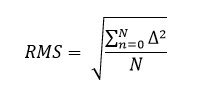 RMS = √(∑_{n=0}^{N} Δ² / N)